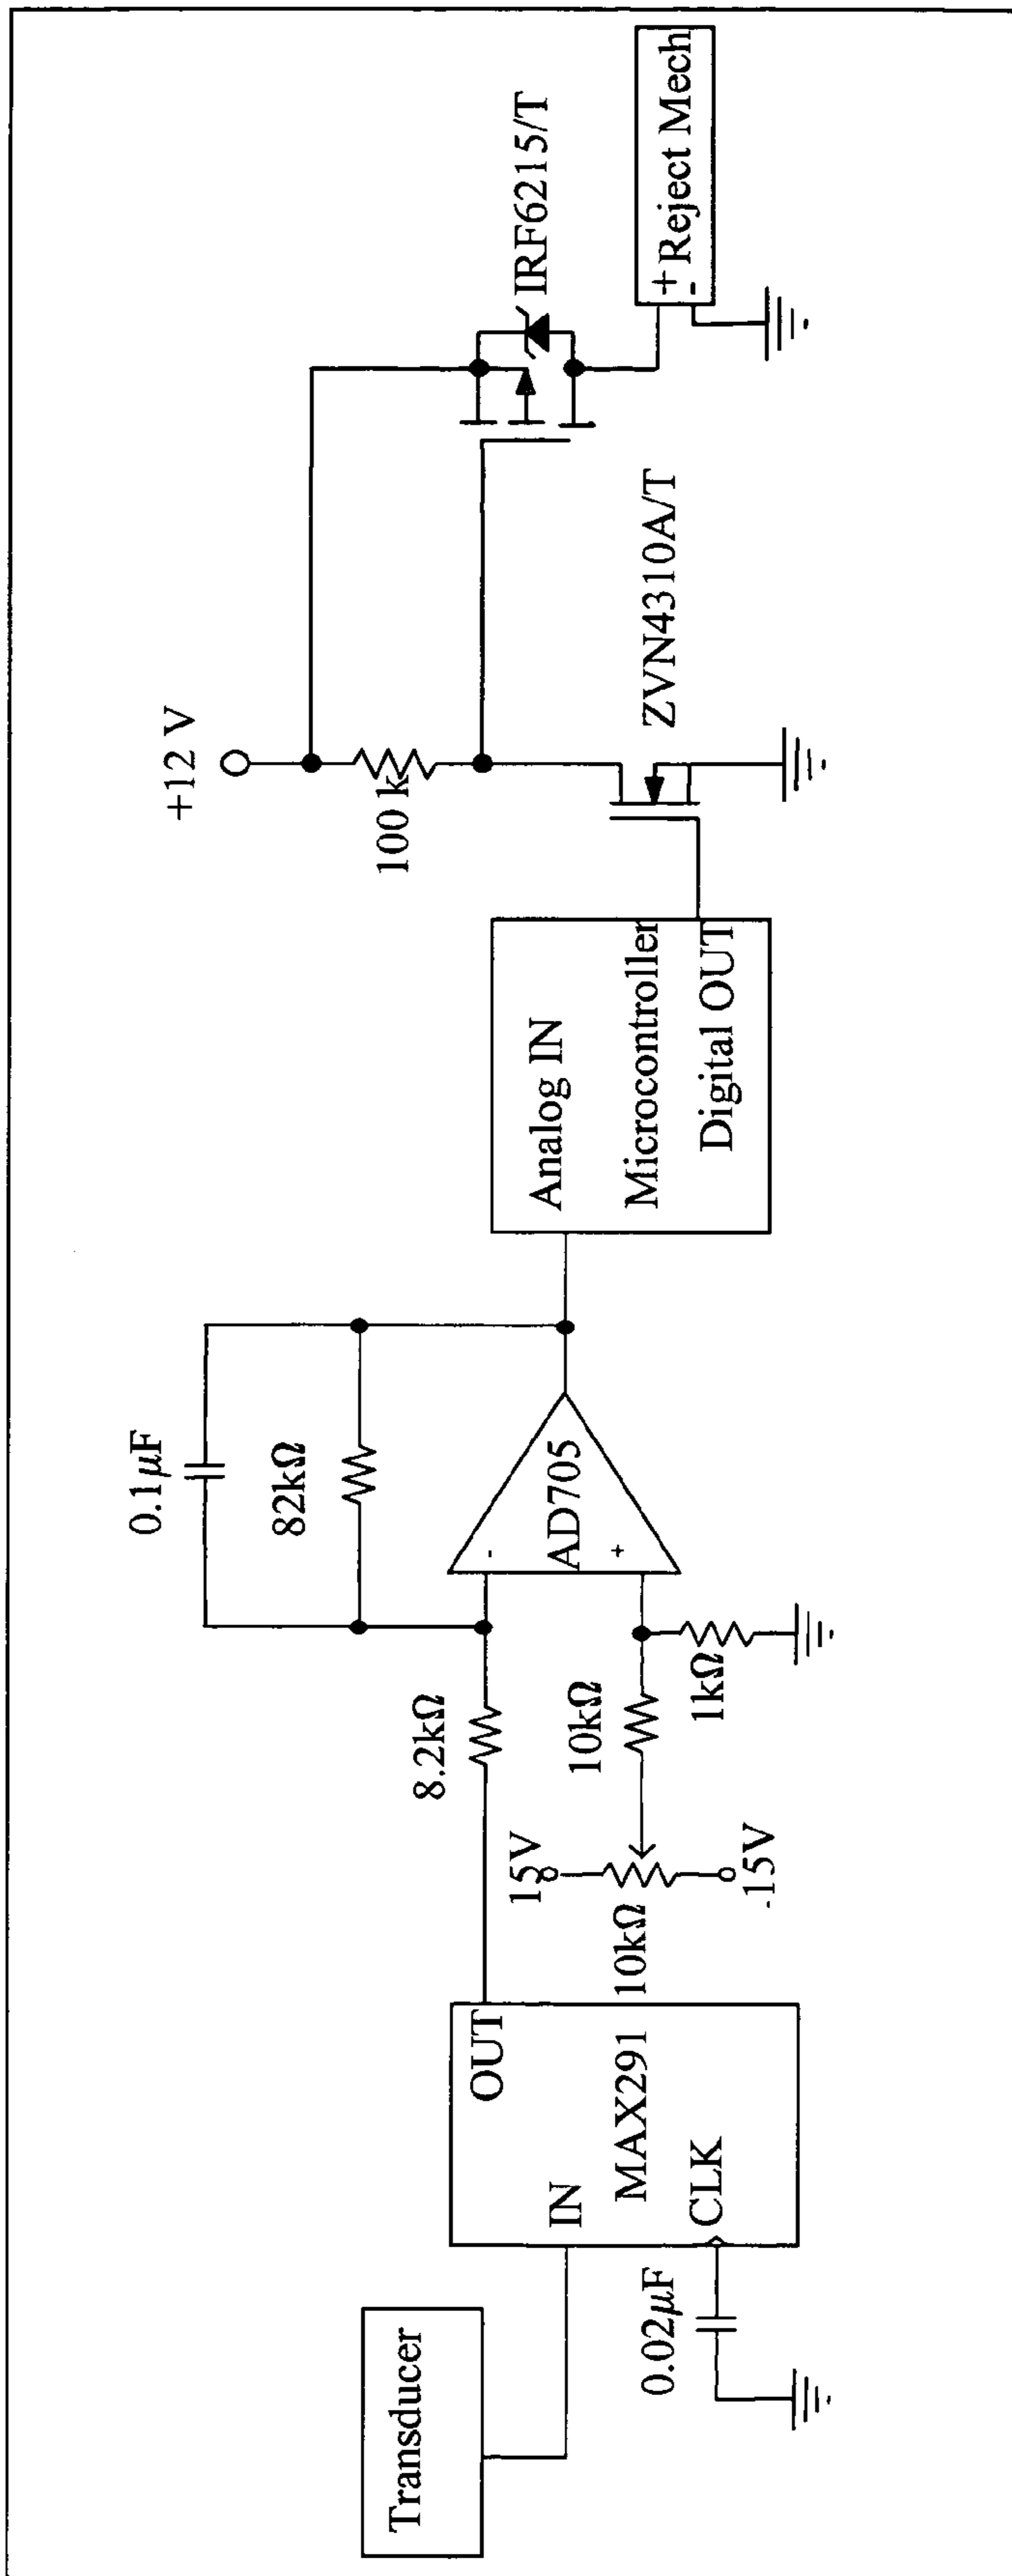 Transducer
IN
OUT
MAX291
CLK
0.02μF
8.2kΩ
15V
10kΩ
-15V
10kΩ
1kΩ
0.1μF
82kΩ
-
AD705
+
Analog IN
Microcontroller
Digital OUT
+12 V
100 k
ZVN4310A/T
IRF6215/T
+
-
Reject Mech